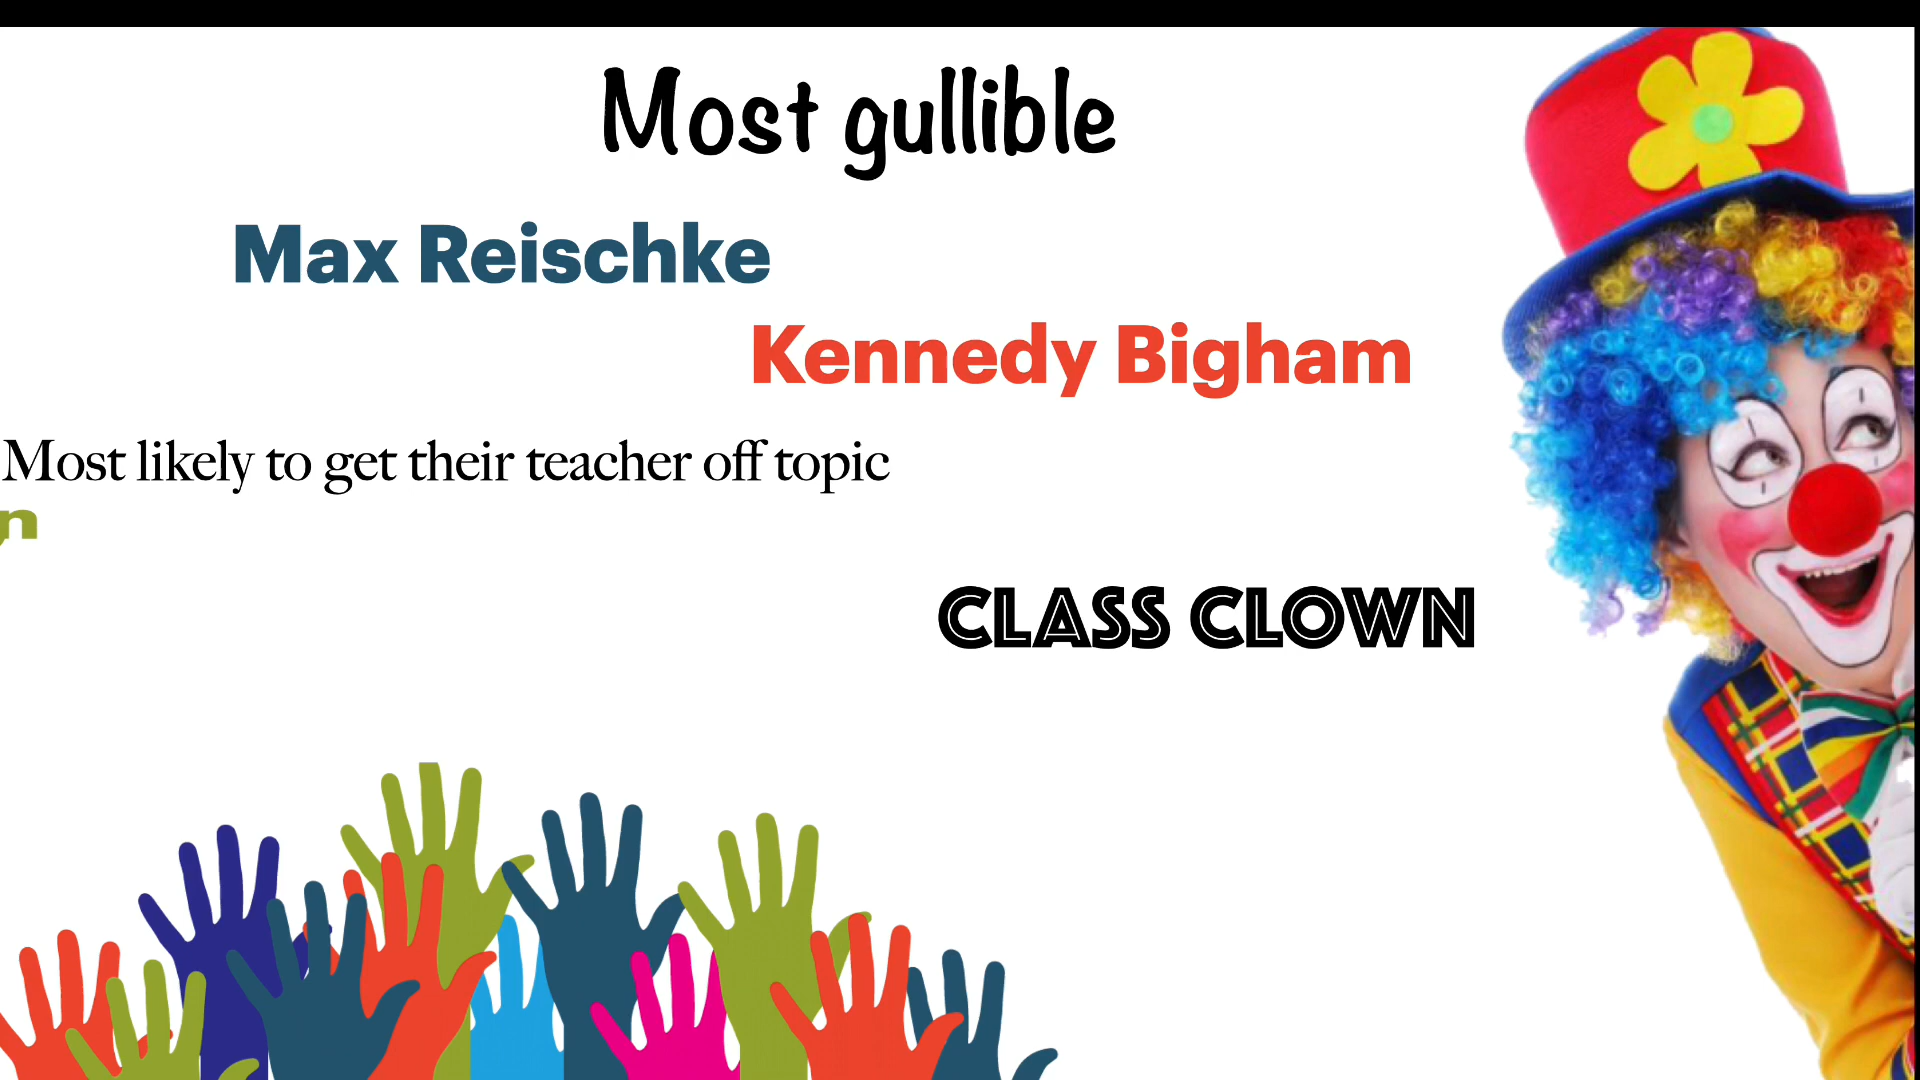 Most gullible
Max Reischke
Kennedy Bigham
Most likely to get their teacher off topic
CLASS CLOWN